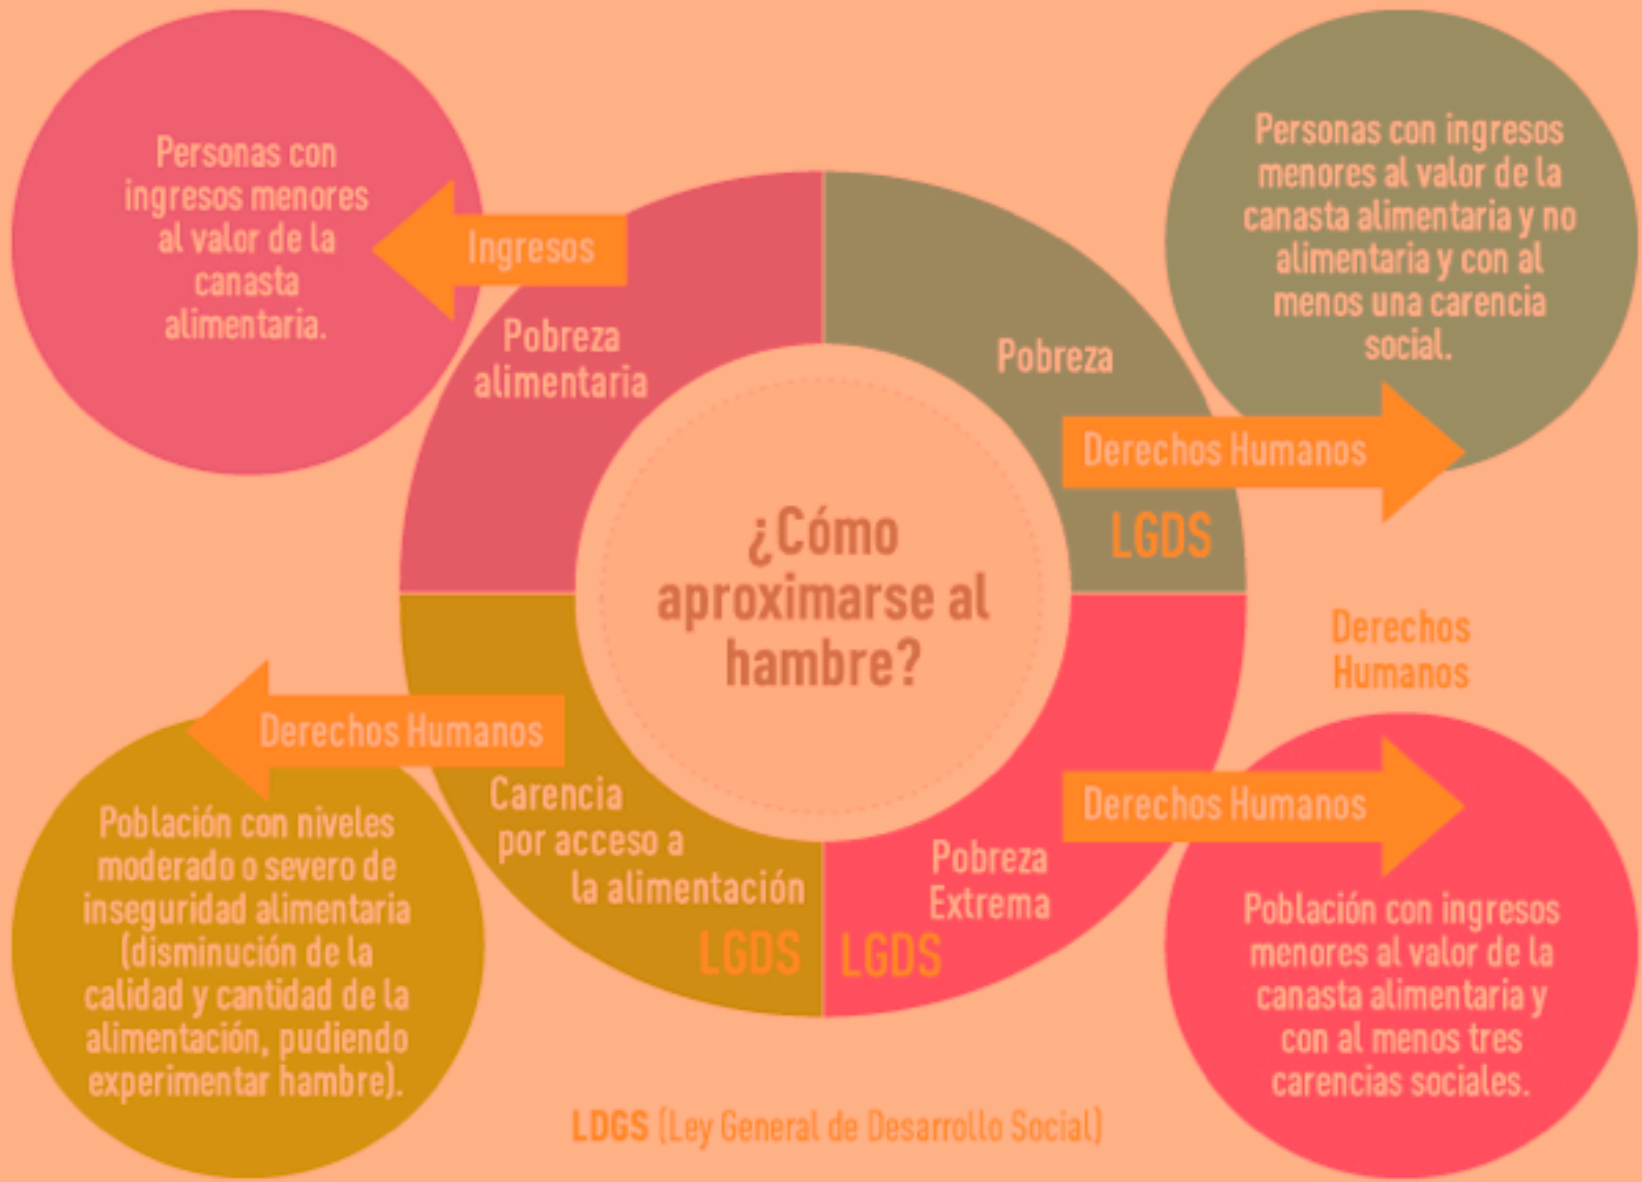 Personas con
ingresos menores
al valor de la
canasta
alimentaria.
Ingresos
Pobreza
alimentaria
Personas con ingresos
menores al valor de la
canasta alimentaria y no
alimentaria y con al
menos una carencia
social.
Pobreza
Derechos Humanos
LGDS
¿Cómo
aproximarse al
hambre?
Derechos Humanos
Carencia
por acceso a
la alimentación
LGDS
Población con niveles
moderado o severo de
inseguridad alimentaria
(disminución de la
calidad y cantidad de la
alimentación, pudiendo
experimentar hambre).
Derechos
Humanos
Derechos Humanos
Pobreza
Extrema
LGDS
Población con ingresos
menores al valor de la
canasta alimentaria y
con al menos tres
carencias sociales.
LDGS (Ley General de Desarrollo Social)